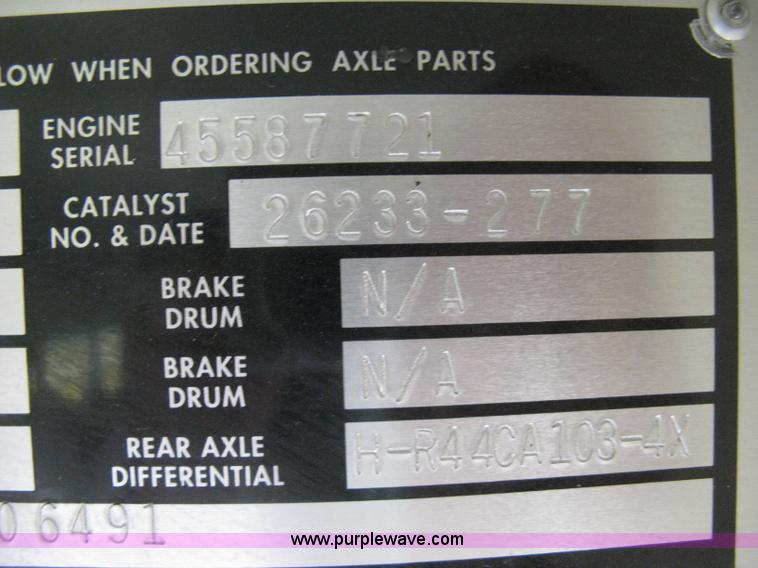 LOW WHEN ORDERING AXLE PARTS
ENGINE SERIAL 45587721
CATALYST NO. & DATE 26233-277
BRAKE DRUM N/A
BRAKE DRUM N/A
REAR AXLE DIFFERENTIAL H-R44CA103-4X
06491
www.purplewave.com